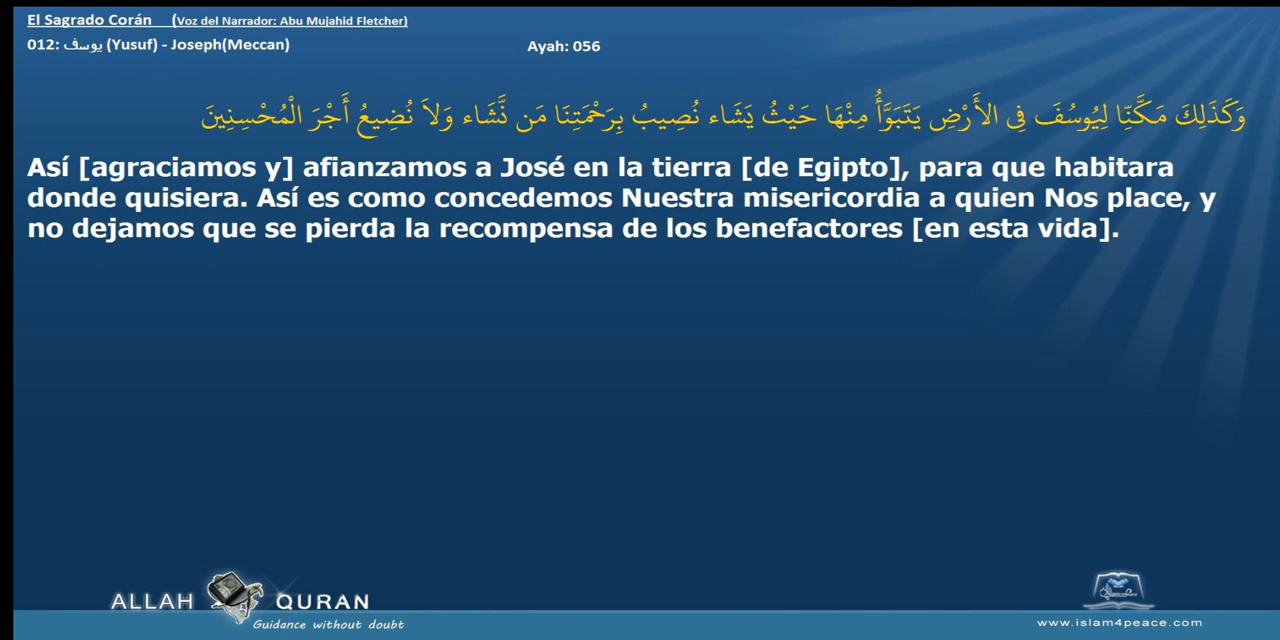 El Sagrado Corán (Voz del Narrador: Abu Mujahid Fletcher)
012: يوسف (Yusuf) - Joseph(Meccan)
Ayah: 056
وَكَذَلِكَ مَكَّنِّا لِيُوسُفَ فِي الأَرْضِ يَتَبَوَّأُ مِنْهَا حَيْثُ يَشَاء نُصِيبُ بِرَحْمَتِنَا مَن نَّشَاء وَلاَ نُضِيعُ أَجْرَ الْمُحْسِنِينَ
Así [agraciamos y] afianzamos a José en la tierra [de Egipto], para que habitara
donde quisiera. Así es como concedemos Nuestra misericordia a quien Nos place, y
no dejamos que se pierda la recompensa de los benefactores [en esta vida].
ALLAH QURAN
Guidance without doubt
www.islam4peace.com